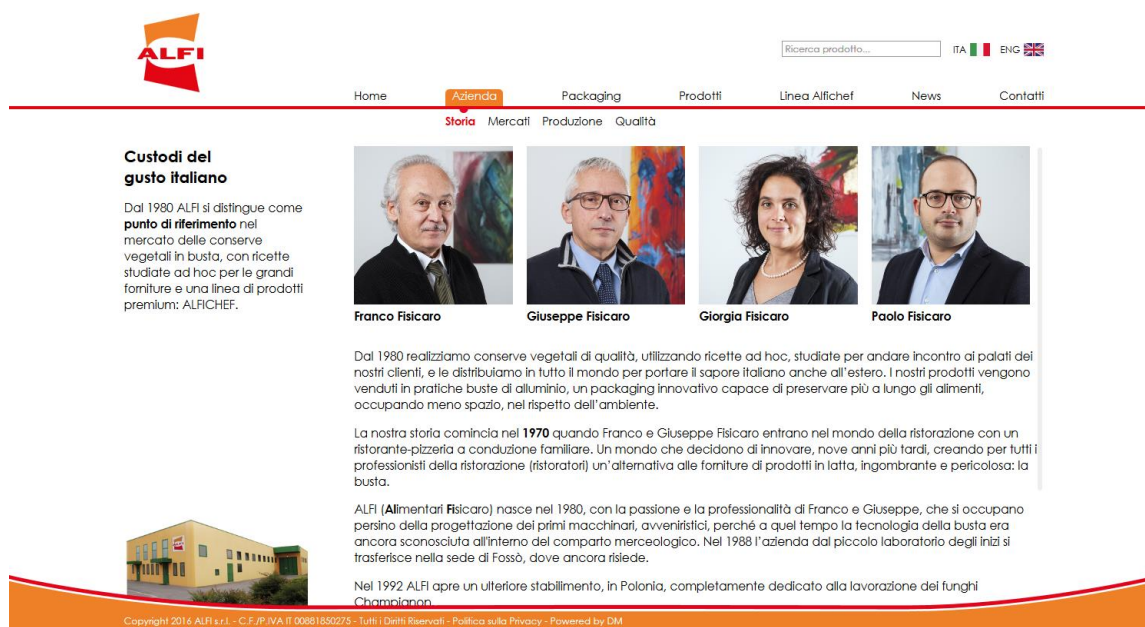 ALFI
Ricerca prodotto...
ITA
ENG
Home
Azienda
Packaging
Prodotti
Linea Alfichef
News
Contatti
Storia
Mercati
Produzione
Qualità
Custodi del
gusto italiano
Dal 1980 ALFI si distingue come
punto di riferimento nel
mercato delle conserve
vegetali in busta, con ricette
studiate ad hoc per le grandi
forniture e una linea di prodotti
premium: ALFICHEF.
Franco Fisicaro
Giuseppe Fisicaro
Giorgia Fisicaro
Paolo Fisicaro
Dal 1980 realizziamo conserve vegetali di qualità, utilizzando ricette ad hoc, studiate per andare incontro ai palati dei
nostri clienti, e le distribuiamo in tutto il mondo per portare il sapore italiano anche all'estero. I nostri prodotti vengono
venduti in pratiche buste di alluminio, un packaging innovativo capace di preservare più a lungo gli alimenti,
occupando meno spazio, nel rispetto dell'ambiente.
La nostra storia comincia nel 1970 quando Franco e Giuseppe Fisicaro entrano nel mondo della ristorazione con un
ristorante-pizzeria a conduzione familiare. Un mondo che decidono di innovare, nove anni più tardi, creando per tutti i
professionisti della ristorazione (ristoratori) un'alternativa alle forniture di prodotti in latta, ingombrante e pericolosa: la
busta.
ALFI (Alimentari Fisicaro) nasce nel 1980, con la passione e la professionalità di Franco e Giuseppe, che si occupano
persino della progettazione dei primi macchinari, avveniristici, perché a quel tempo la tecnologia della busta era
ancora sconosciuta all'interno del comparto merceologico. Nel 1988 l'azienda dal piccolo laboratorio degli inizi si
trasferisce nella sede di Fossò, dove ancora risiede.
Nel 1992 ALFI apre un ulteriore stabilimento, in Polonia, completamente dedicato alla lavorazione dei funghi
Champignon
Copyright 2016 ALFI s.r.l. - C.F./P.IVA IT 00881850275 - Tutti i Diritti Riservati - Politica sulla Privacy - Powered by DM